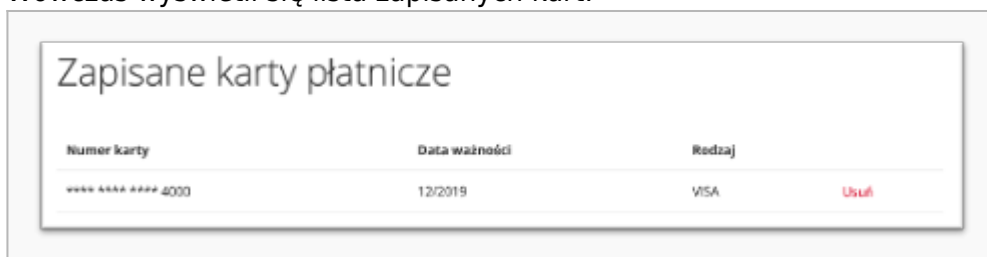 Wówczas wyświetli się lista zapisanych kart.
Zapisane karty płatnicze
Numer karty Data ważności Rodzaj
**** **** **** 4000 12/2019 VISA Usuń